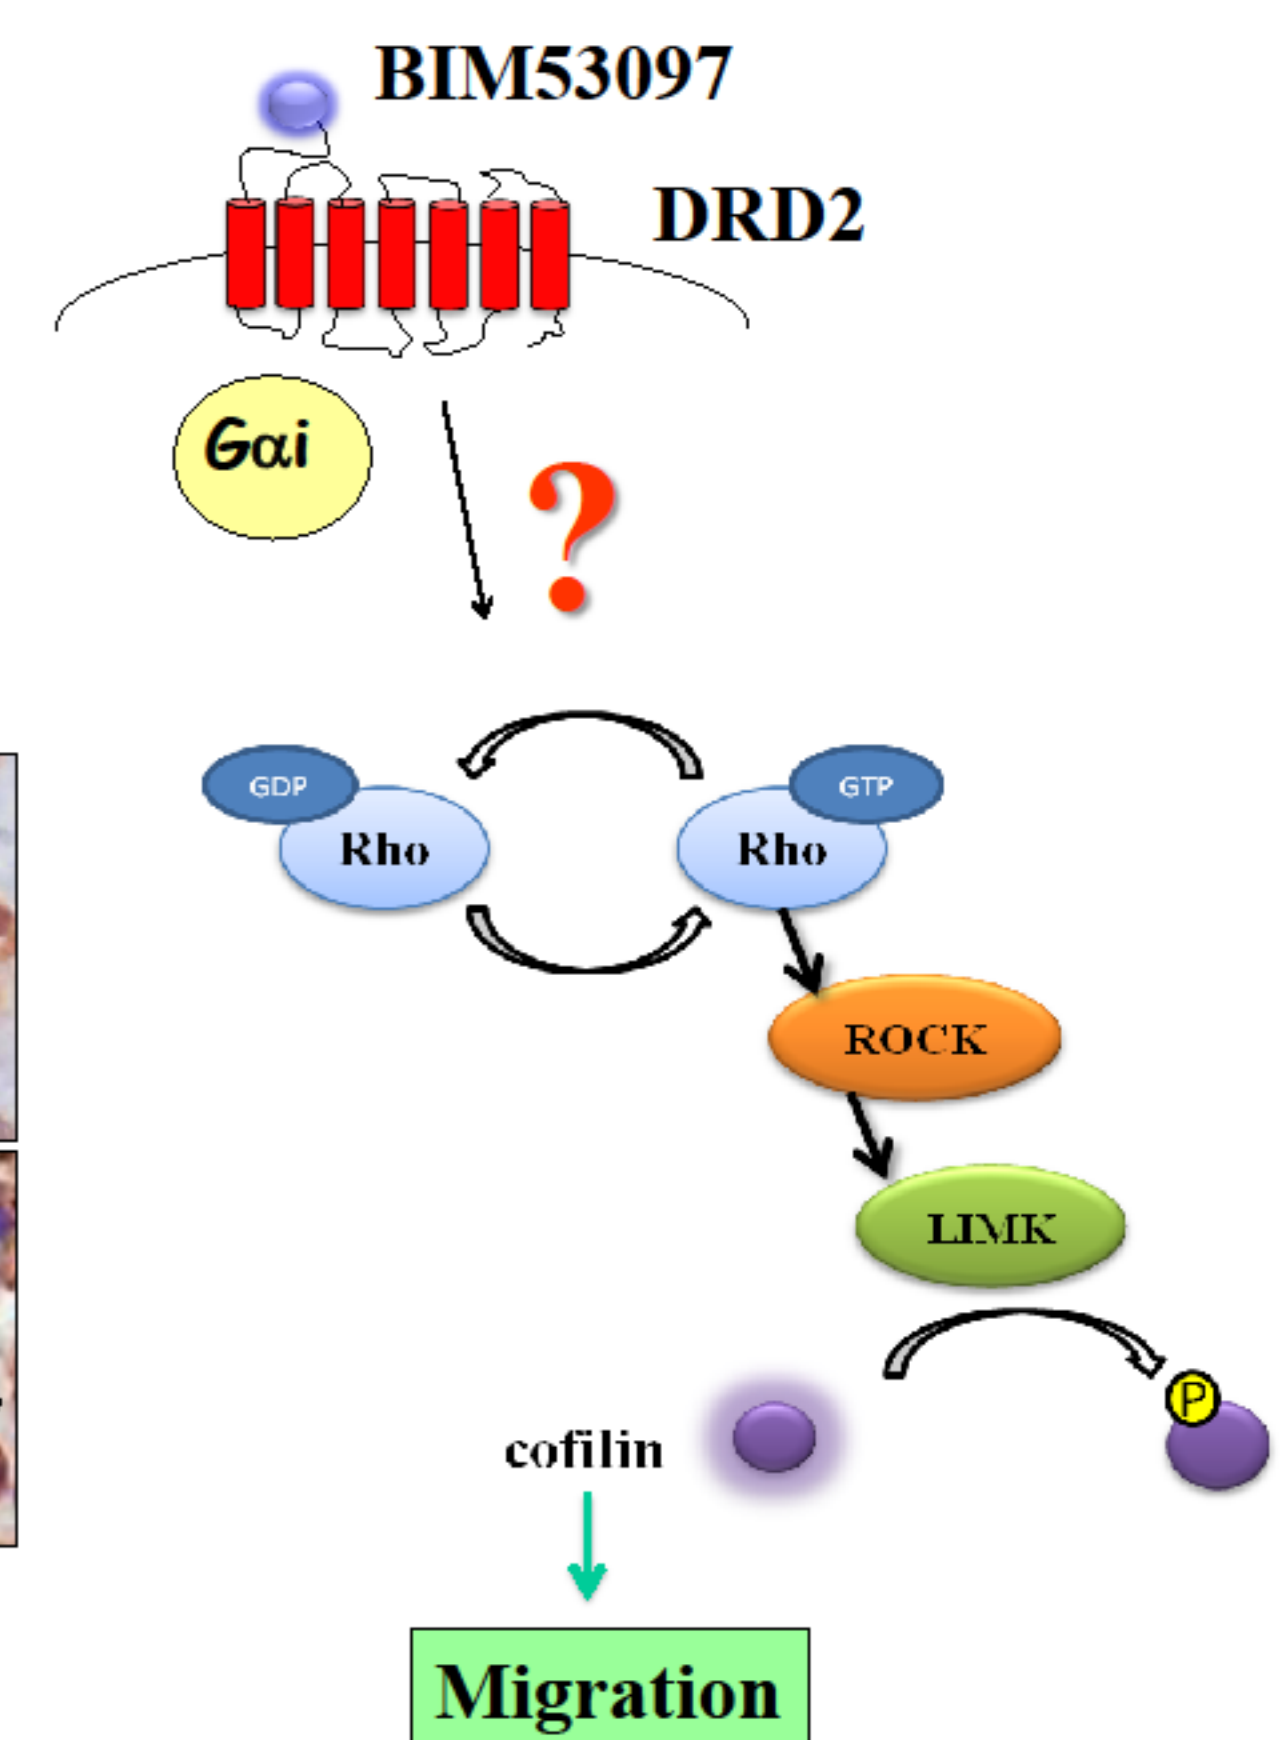 BIM53097
DRD2
Gαi
?
GDP
GTP
Rho
Rho
ROCK
LIMK
P
cofilin
Migration